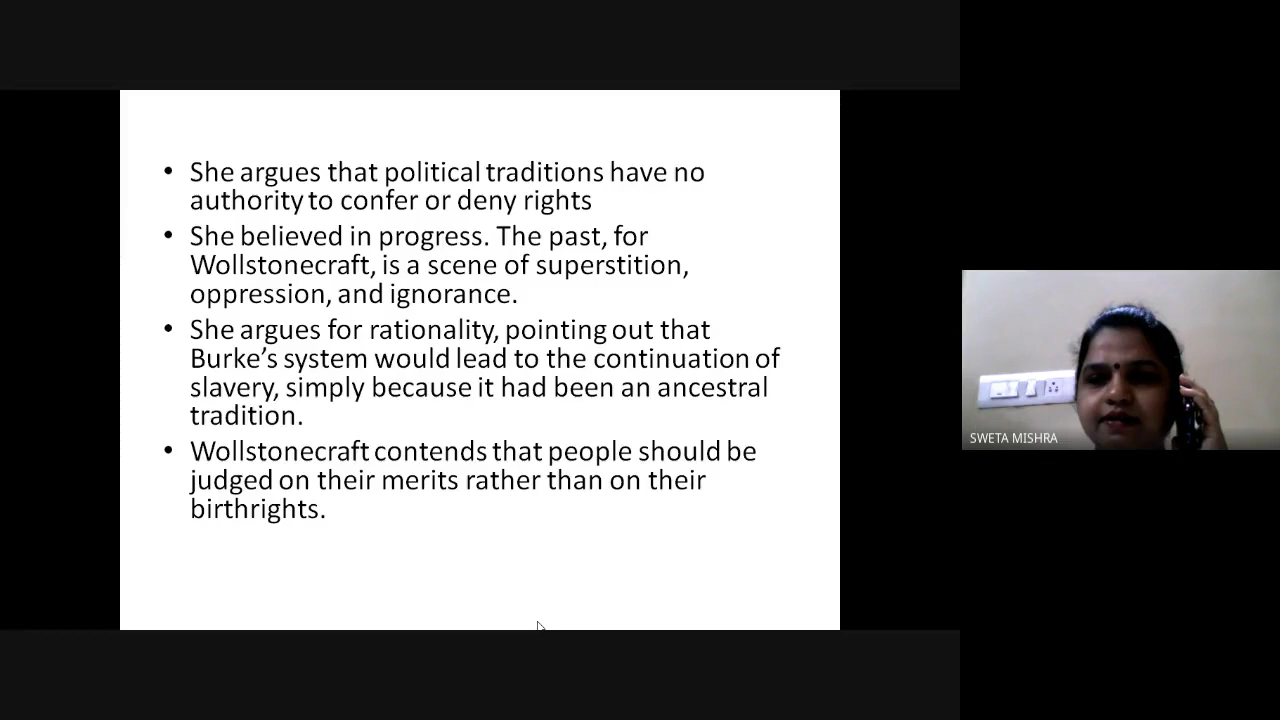 • She argues that political traditions have no
authority to confer or deny rights
• She believed in progress. The past, for
Wollstonecraft, is a scene of superstition,
oppression, and ignorance.
• She argues for rationality, pointing out that
Burke’s system would lead to the continuation of
slavery, simply because it had been an ancestral
tradition.
• Wollstonecraft contends that people should be
judged on their merits rather than on their
birthrights.
SWETA MISHRA